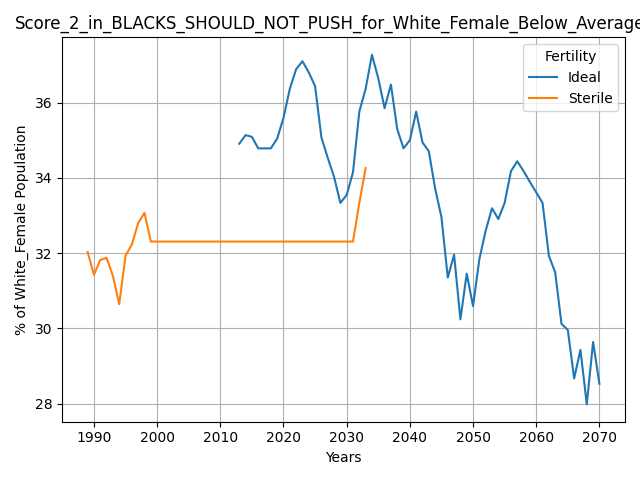 Score_2_in_BLACKS_SHOULD_NOT_PUSH_for_White_Female_Below_Average
Fertility
Ideal
Sterile
% of White_Female Population
36
34
32
30
28
1990 2000 2010 2020 2030 2040 2050 2060 2070
Years